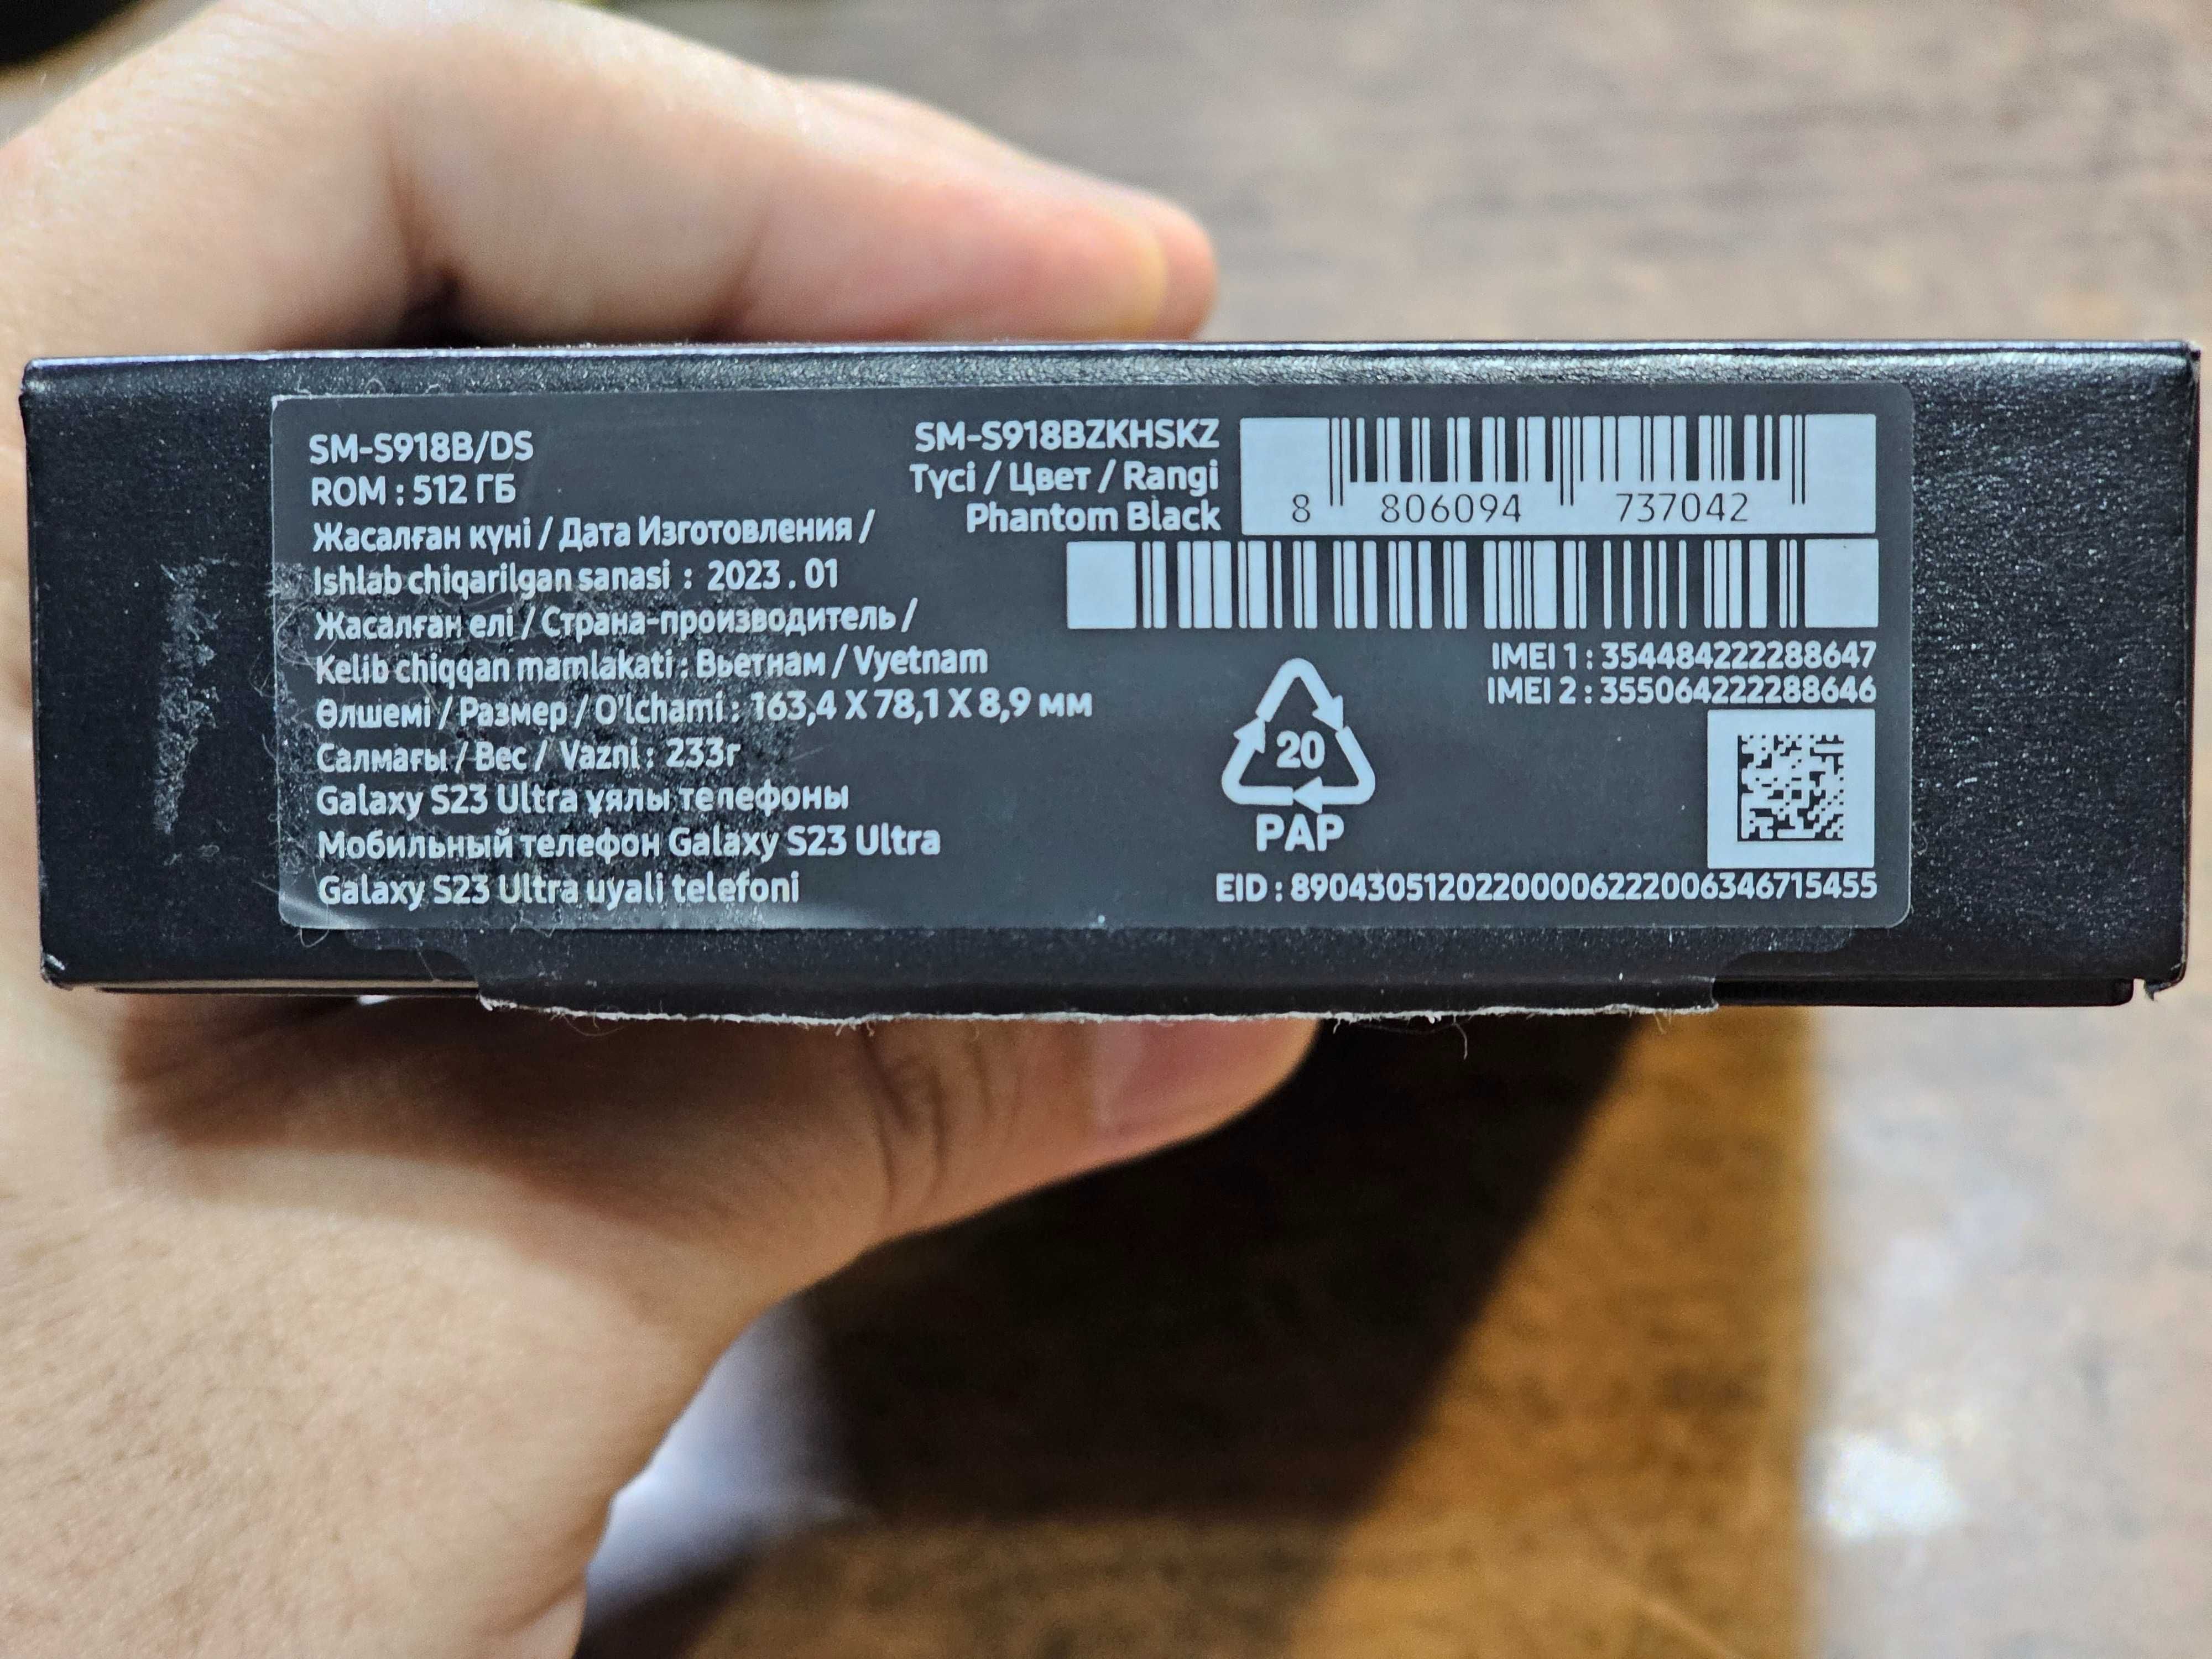 SM-S918B/DS
ROM : 512 ГБ
Жасалған күні / Дата Изготовления /
Ishlab chiqarilgan sanasi : 2023 . 01
Жасалған елі / Страна-производитель /
Kelib chiqqan mamlakati : Вьетнам / Vyetnam
Өлшемі / Размер / O'lchami : 163,4 X 78,1 X 8,9 мм
Салмағы / Вес / Vazni : 233г
Galaxy S23 Ultra ұялы телефоны
Мобильный телефон Galaxy S23 Ultra
Galaxy S23 Ultra uyali telefoni
SM-S918BZKHSKZ
Түсі / Цвет / Rangi
Phantom Black
8 806094 737042
IMEI 1 : 354484222288647
IMEI 2 : 355064222288646
20
PAP
EID : 89043051202200006222006346715455